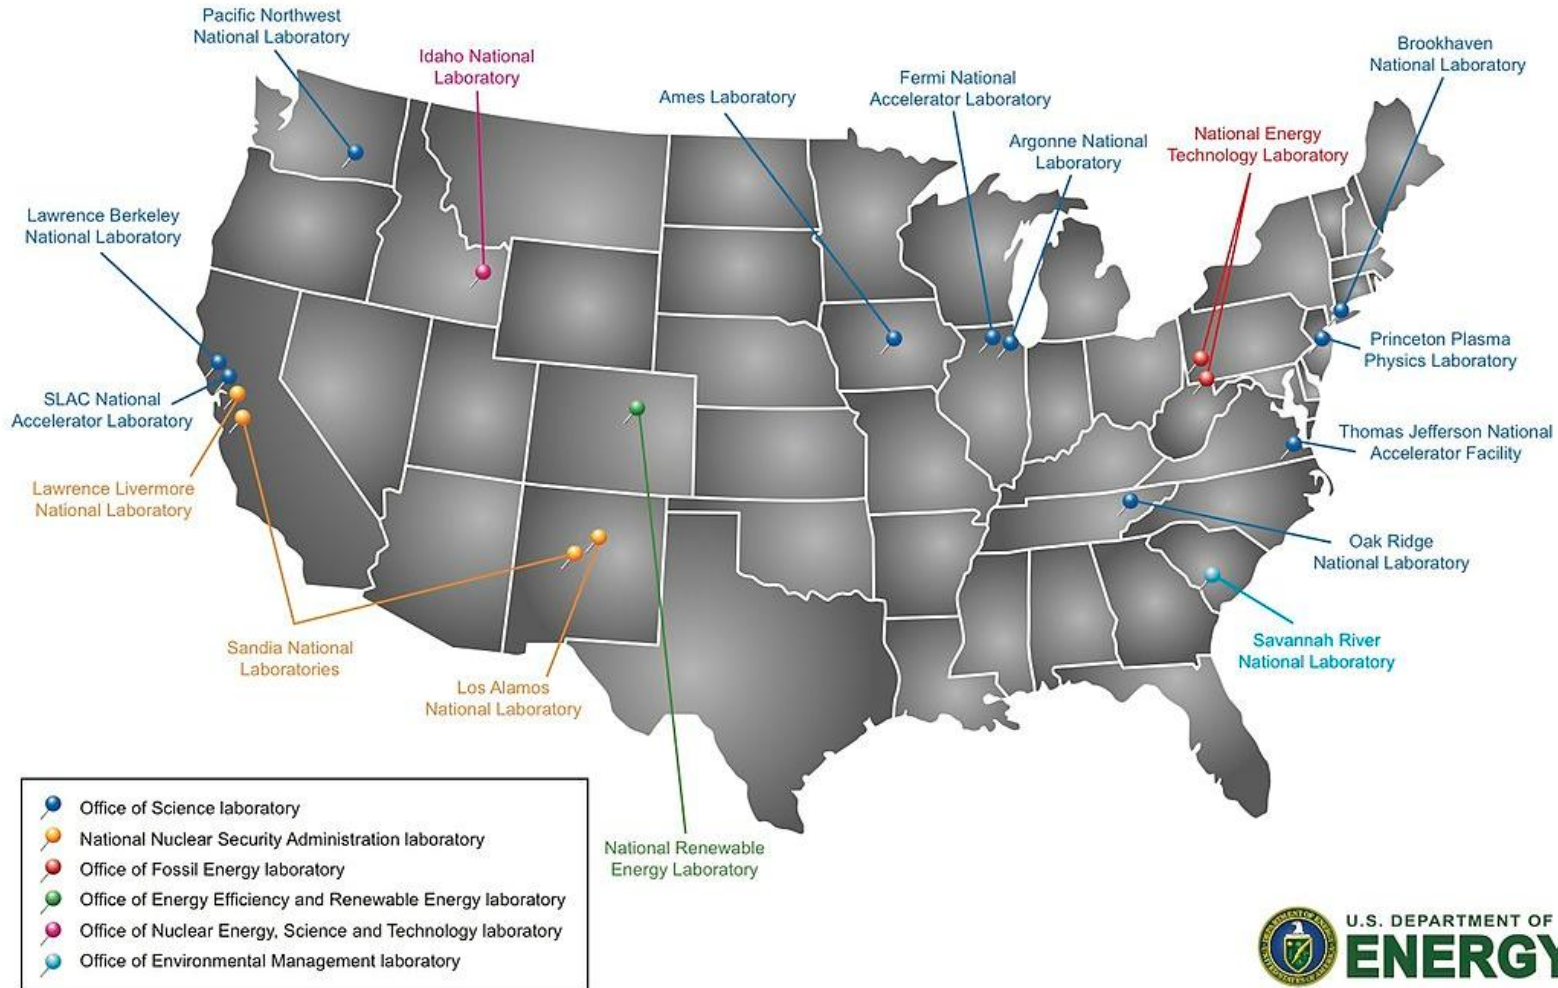 Pacific Northwest
National Laboratory
Idaho National
Laboratory
Ames Laboratory
Fermi National
Accelerator Laboratory
Argonne National
Laboratory
National Energy
Technology Laboratory
Brookhaven
National Laboratory
Lawrence Berkeley
National Laboratory
SLAC National
Accelerator Laboratory
Lawrence Livermore
National Laboratory
Sandia National
Laboratories
Los Alamos
National Laboratory
National Renewable
Energy Laboratory
Princeton Plasma
Physics Laboratory
Thomas Jefferson National
Accelerator Facility
Oak Ridge
National Laboratory
Savannah River
National Laboratory
Office of Science laboratory
National Nuclear Security Administration laboratory
Office of Fossil Energy laboratory
Office of Energy Efficiency and Renewable Energy laboratory
Office of Nuclear Energy, Science and Technology laboratory
Office of Environmental Management laboratory
U.S. DEPARTMENT OF
ENERGY